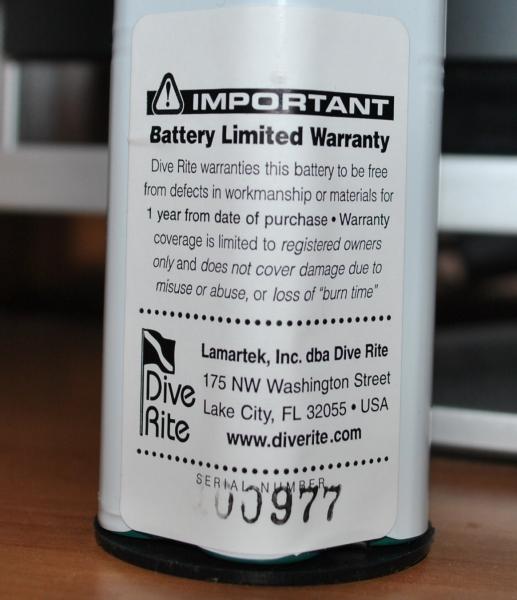 IMPORTANT
Battery Limited Warranty
Dive Rite warranties this battery to be free
from defects in workmanship or materials for
1 year from date of purchase • Warranty
coverage is limited to registered owners
only and does not cover damage due to
misuse or abuse, or loss of "burn time"
Dive Rite
Lamartek, Inc. dba Dive Rite
175 NW Washington Street
Lake City, FL 32055 • USA
www.diverite.com
SERIAL NUMBER